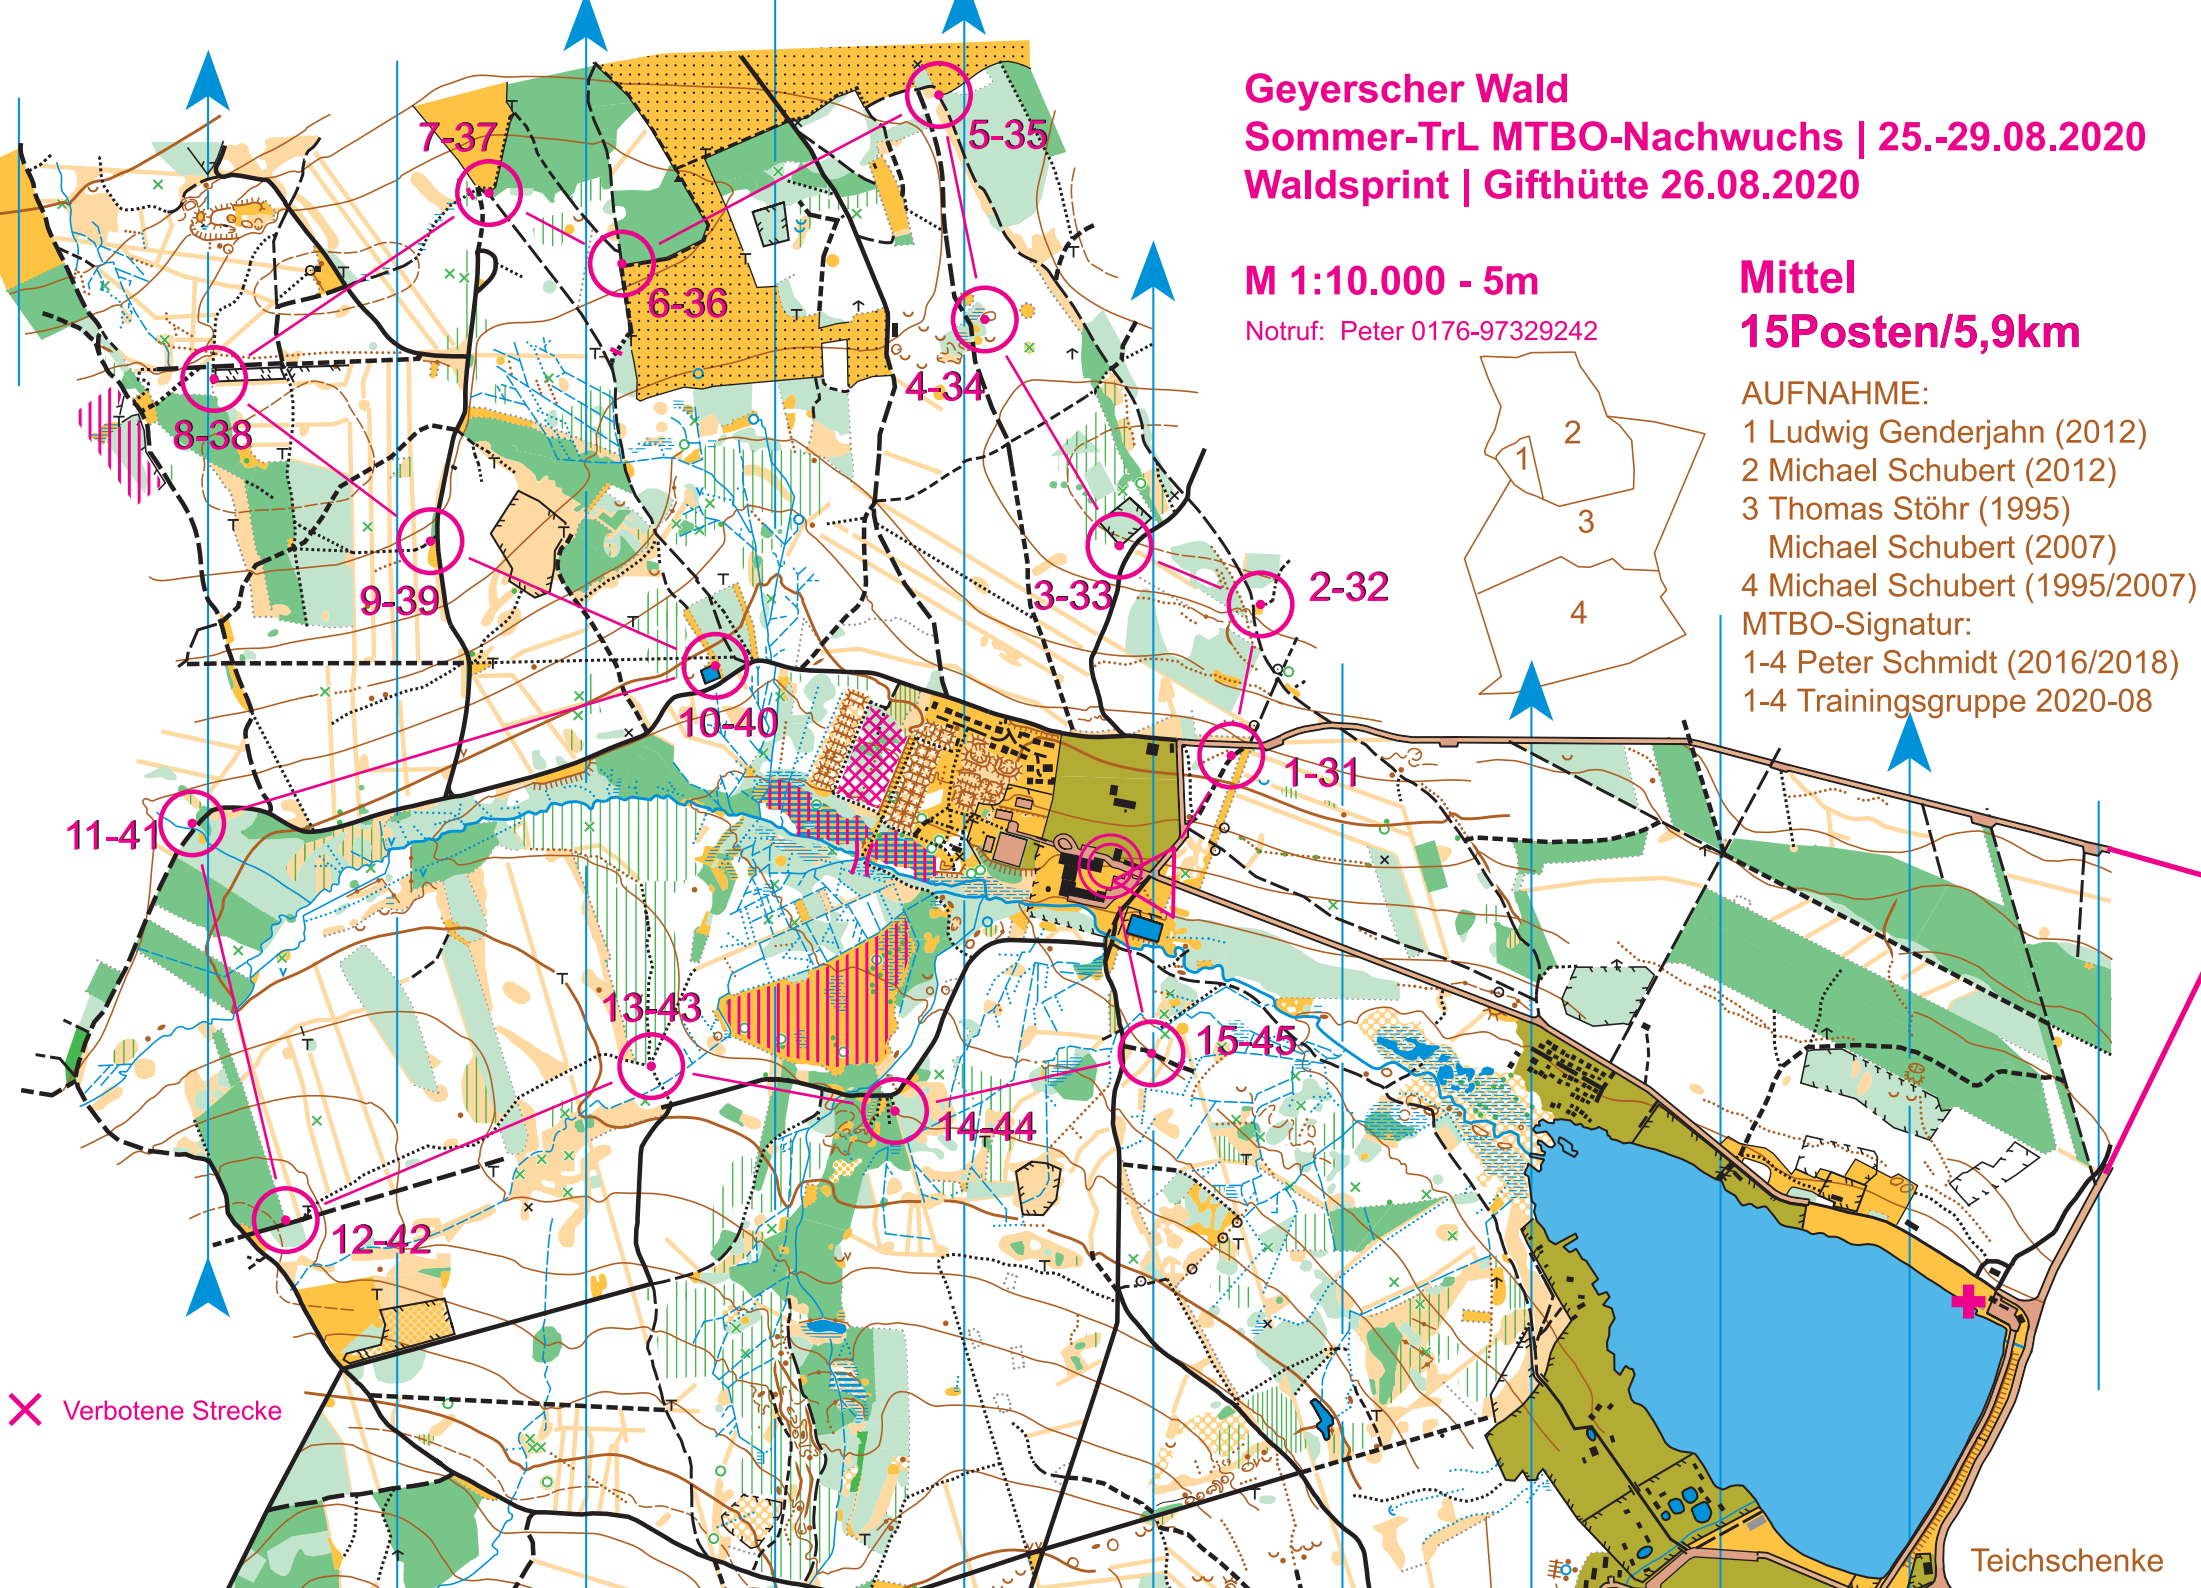 Geyerscher Wald
Sommer-TrL MTBO-Nachwuchs | 25.-29.08.2020
Waldsprint | Gifthütte 26.08.2020
M 1:10.000 - 5m
Notruf: Peter 0176-97329242
Mittel
15Posten/5,9km
AUFNAHME:
1 Ludwig Genderjahn (2012)
2 Michael Schubert (2012)
3 Thomas Stöhr (1995)
Michael Schubert (2007)
4 Michael Schubert (1995/2007)
MTBO-Signatur:
1-4 Peter Schmidt (2016/2018)
1-4 Trainingsgruppe 2020-08
2
1
3
4
7-37
5-35
6-36
4-34
8-38
9-39
3-33
2-32
10-40
1-31
11-41
13-43
15-45
14-44
12-42
Verbotene Strecke
Teichschenke